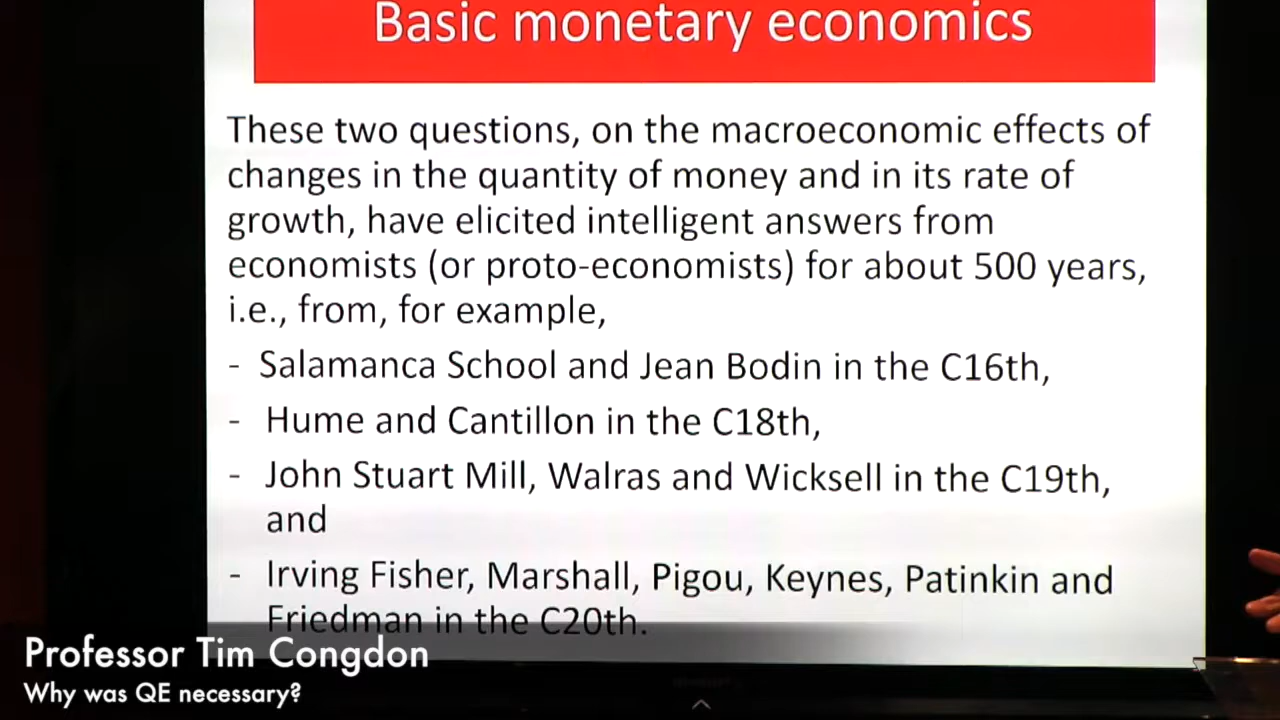 Basic monetary economics
These two questions, on the macroeconomic effects of
changes in the quantity of money and in its rate of
growth, have elicited intelligent answers from
economists (or proto-economists) for about 500 years,
i.e., from, for example,
- Salamanca School and Jean Bodin in the C16th,
- Hume and Cantillon in the C18th,
- John Stuart Mill, Walras and Wicksell in the C19th,
and
- Irving Fisher, Marshall, Pigou, Keynes, Patinkin and
Friedman in the C20th.
Professor Tim Congdon
Why was QE necessary?